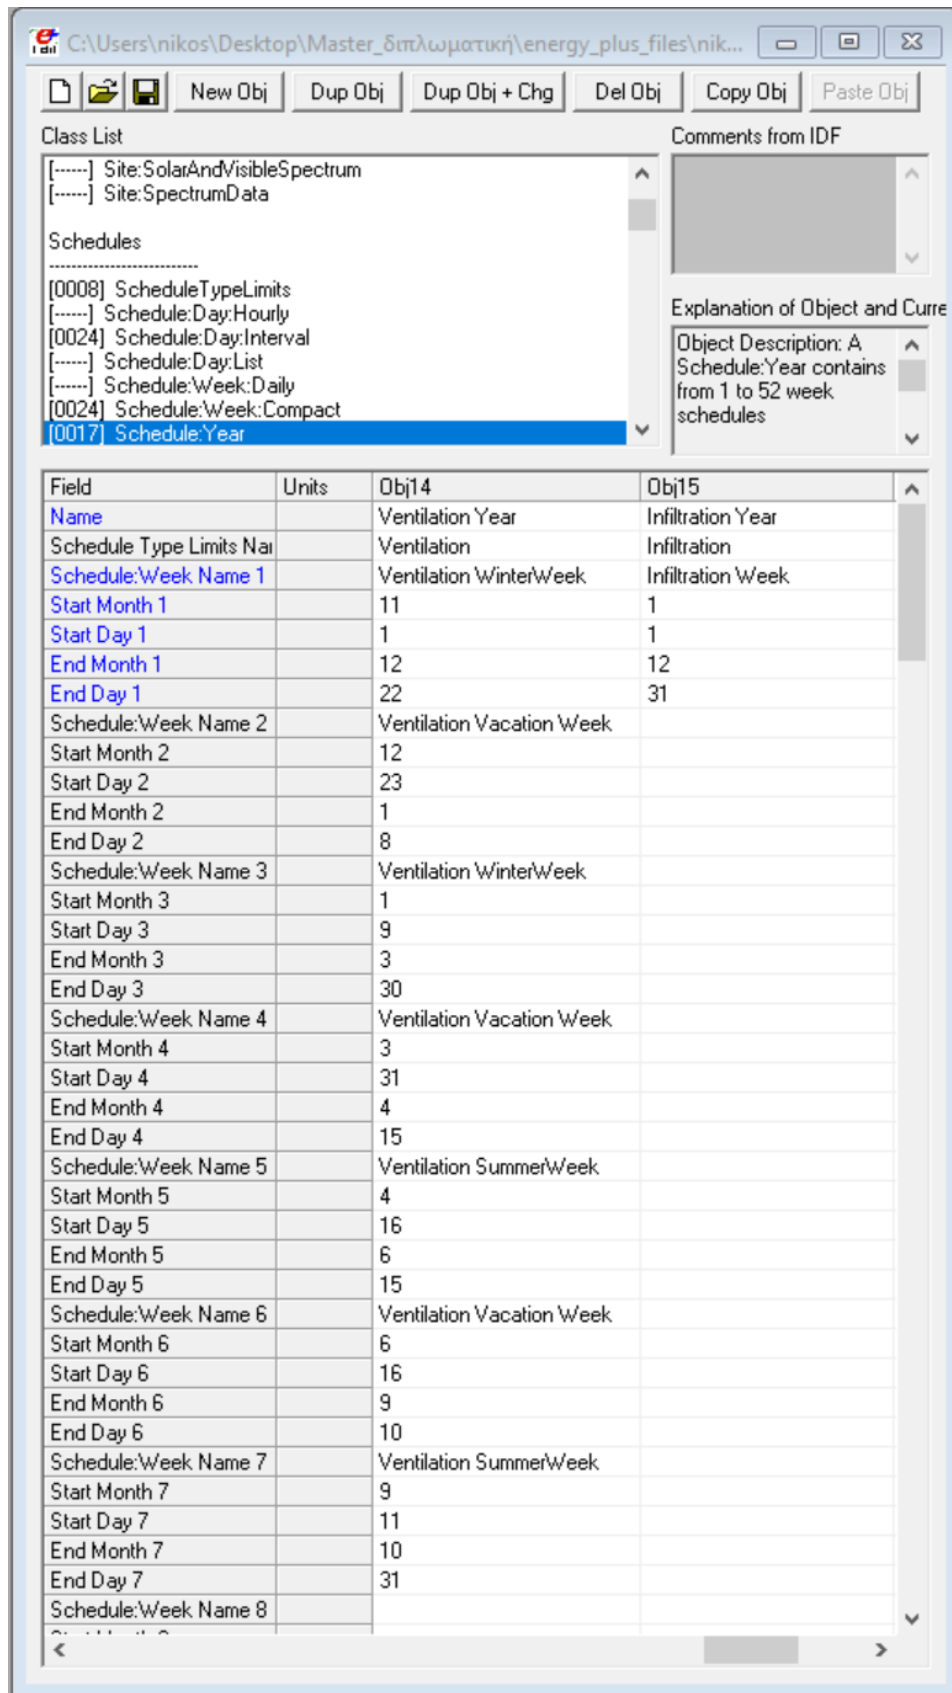 C:\Users\nikos\Desktop\Master_διπλωματική\energy_plus_files\nik...
New Obj Dup Obj Dup Obj + Chg Del Obj Copy Obj Paste Obj
Class List
[------] Site:SolarAndVisibleSpectrum
[------] Site:SpectrumData
Schedules
---------------------------
[0008] ScheduleTypeLimits
[------] Schedule:Day:Hourly
[0024] Schedule:Day:Interval
[------] Schedule:Day:List
[------] Schedule:Week:Daily
[0024] Schedule:Week:Compact
[0017] Schedule:Year
Comments from IDF
Explanation of Object and Curre
Object Description: A
Schedule:Year contains
from 1 to 52 week
schedules
Field Units Obj14 Obj15
Name Ventilation Year Infiltration Year
Schedule Type Limits Nar Ventilation Infiltration
Schedule:Week Name 1 Ventilation WinterWeek Infiltration Week
Start Month 1 11 1
Start Day 1 1 1
End Month 1 12 12
End Day 1 22 31
Schedule:Week Name 2 Ventilation Vacation Week
Start Month 2 12
Start Day 2 23
End Month 2 1
End Day 2 8
Schedule:Week Name 3 Ventilation WinterWeek
Start Month 3 1
Start Day 3 9
End Month 3 3
End Day 3 30
Schedule:Week Name 4 Ventilation Vacation Week
Start Month 4 3
Start Day 4 31
End Month 4 4
End Day 4 15
Schedule:Week Name 5 Ventilation SummerWeek
Start Month 5 4
Start Day 5 16
End Month 5 6
End Day 5 15
Schedule:Week Name 6 Ventilation Vacation Week
Start Month 6 6
Start Day 6 16
End Month 6 9
End Day 6 10
Schedule:Week Name 7 Ventilation SummerWeek
Start Month 7 9
Start Day 7 11
End Month 7 10
End Day 7 31
Schedule:Week Name 8